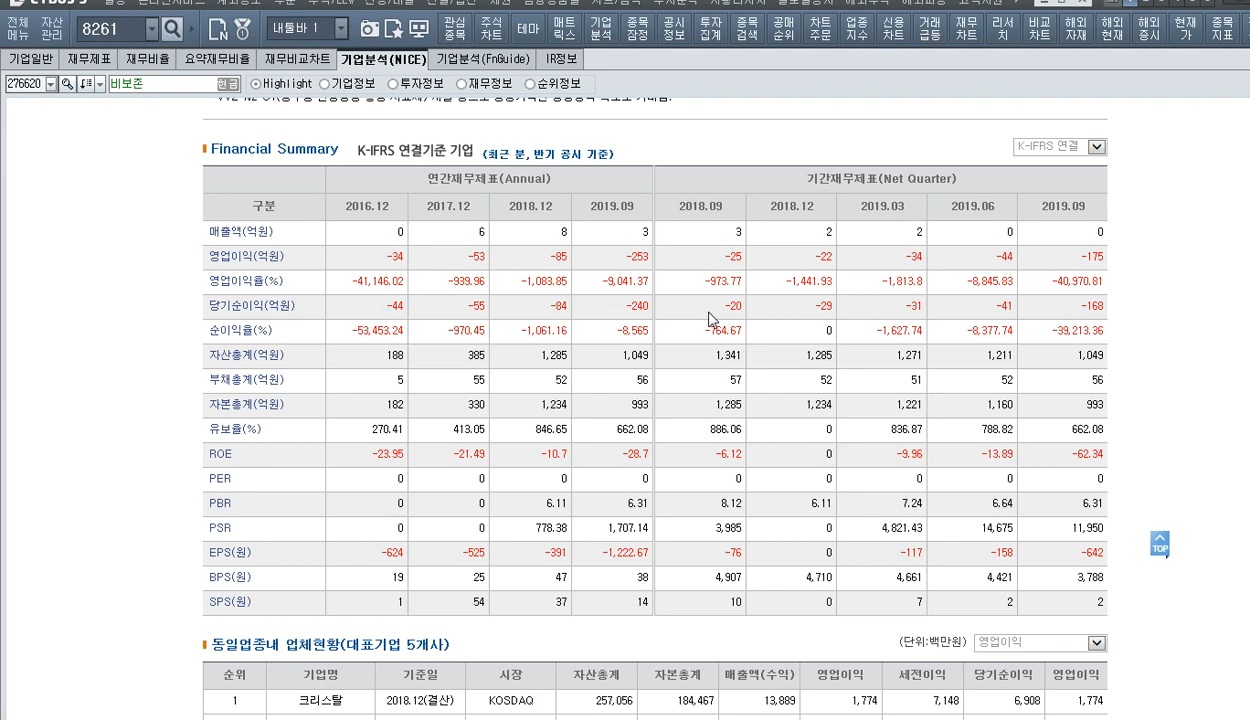 전체 메뉴 자산 관리 8261 내툴바 1 관심 종목 주식 차트 테마 매트 릭스 기업 분석 종목 잠정 공시 정보 투자 집계 종목 검색 공매 순위 차트 주문 업종 지수 신용 차트 거래 급등 재무 차트 리서 치 비교 차트 해외 자재 해외 현재 해외 증시 현재 가 종목 지표
기업일반 재무제표 재무비율 요약재무비율 재무비교차트 기업분석(NICE) 기업분석(FnGuide) IR정보
276620 비보존 현금 Highlight 기업정보 투자정보 재무정보 순위정보
Financial Summary K-IFRS 연결기준 기업 (최근 분, 반기 공시 기준) K-IFRS 연결
구분 연간재무제표(Annual) 기간재무제표(Net Quarter)
2016.12 2017.12 2018.12 2019.09 2018.09 2018.12 2019.03 2019.06 2019.09
매출액(억원) 0 6 8 3 3 2 2 0 0
영업이익(억원) -34 -53 -85 -253 -25 -22 -34 -44 -175
영업이익율(%) -41,146.02 -939.96 -1,083.85 -9,041.37 -973.77 -1,441.93 -1,813.8 -8,845.83 -40,970.81
당기순이익(억원) -44 -55 -84 -240 -20 -29 -31 -41 -168
순이익율(%) -53,453.24 -970.45 -1,061.16 -8,565 -764.67 0 -1,627.74 -8,377.74 -39,213.36
자산총계(억원) 188 385 1,285 1,049 1,341 1,285 1,271 1,211 1,049
부채총계(억원) 5 55 52 56 57 52 51 52 56
자본총계(억원) 182 330 1,234 993 1,285 1,234 1,221 1,160 993
유보율(%) 270.41 413.05 846.65 662.08 886.06 0 836.87 788.82 662.08
ROE -23.95 -21.49 -10.7 -28.7 -6.12 0 -9.96 -13.89 -62.34
PER 0 0 0 0 0 0 0 0 0
PBR 0 0 6.11 6.31 8.12 6.11 7.24 6.64 6.31
PSR 0 0 778.38 1,707.14 3,985 4,821.43 14,675 11,950
EPS(원) -624 -525 -391 -1,222.67 -76 0 -117 -158 -642
BPS(원) 19 25 47 38 4,907 4,710 4,661 4,421 3,788
SPS(원) 1 54 37 14 10 0 7 2 2
TOP
동일업종내 업체현황(대표기업 5개사) (단위:백만원) 영업이익
순위 기업명 기준일 시장 자산총계 자본총계 매출액(수익) 영업이익 세전이익 당기순이익 영업이익
1 크리스탈 2018.12(결산) KOSDAQ 257,056 184,467 13,889 1,774 7,148 6,908 1,774